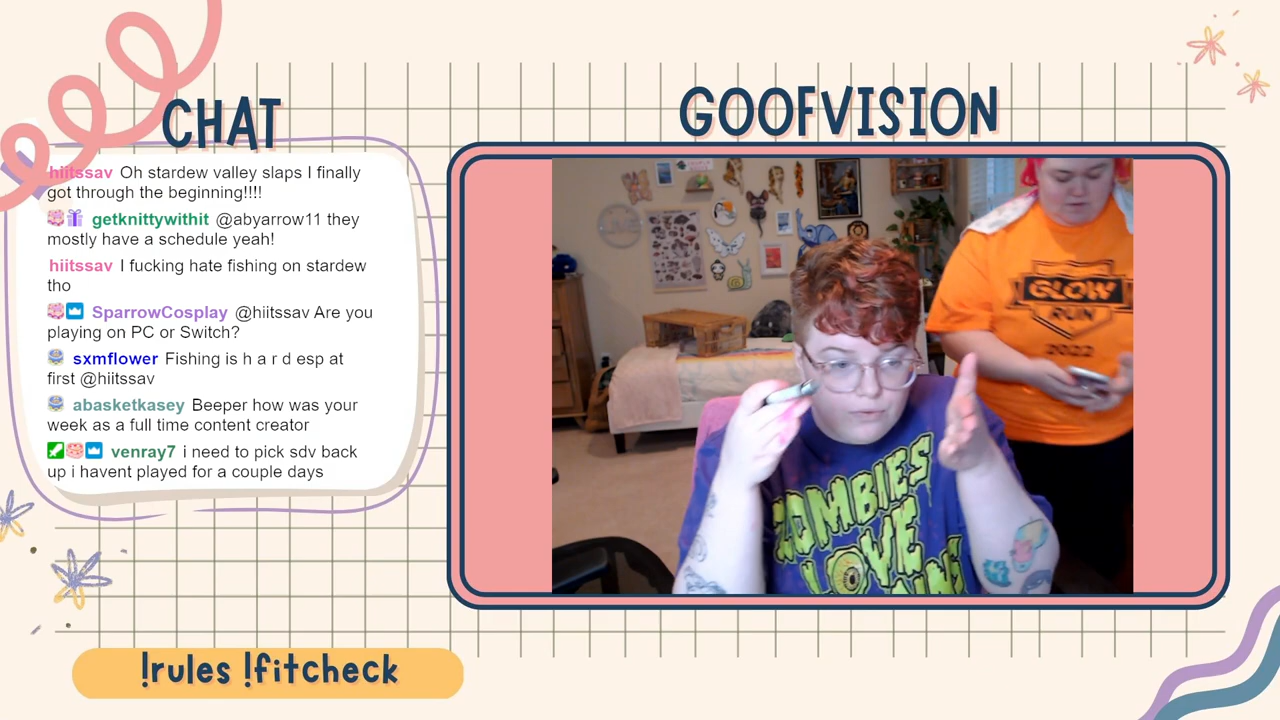 CHAT
GOOFVISION
hiitssav Oh stardew valley slaps I finally
got through the beginning!!!!
getknittywithit @abyarrow11 they
mostly have a schedule yeah!
hiitssav I fucking hate fishing on stardew
tho
SparrowCosplay @hiitssav Are you
playing on PC or Switch?
sxmflower Fishing is h a r d esp at
first @hiitssav
abasketkasey Beeper how was your
week as a full time content creator
venray7 i need to pick sdv back
up i havent played for a couple days
GLOW
RUN
2022
ZOMBIES
LOVE
!rules !fitcheck